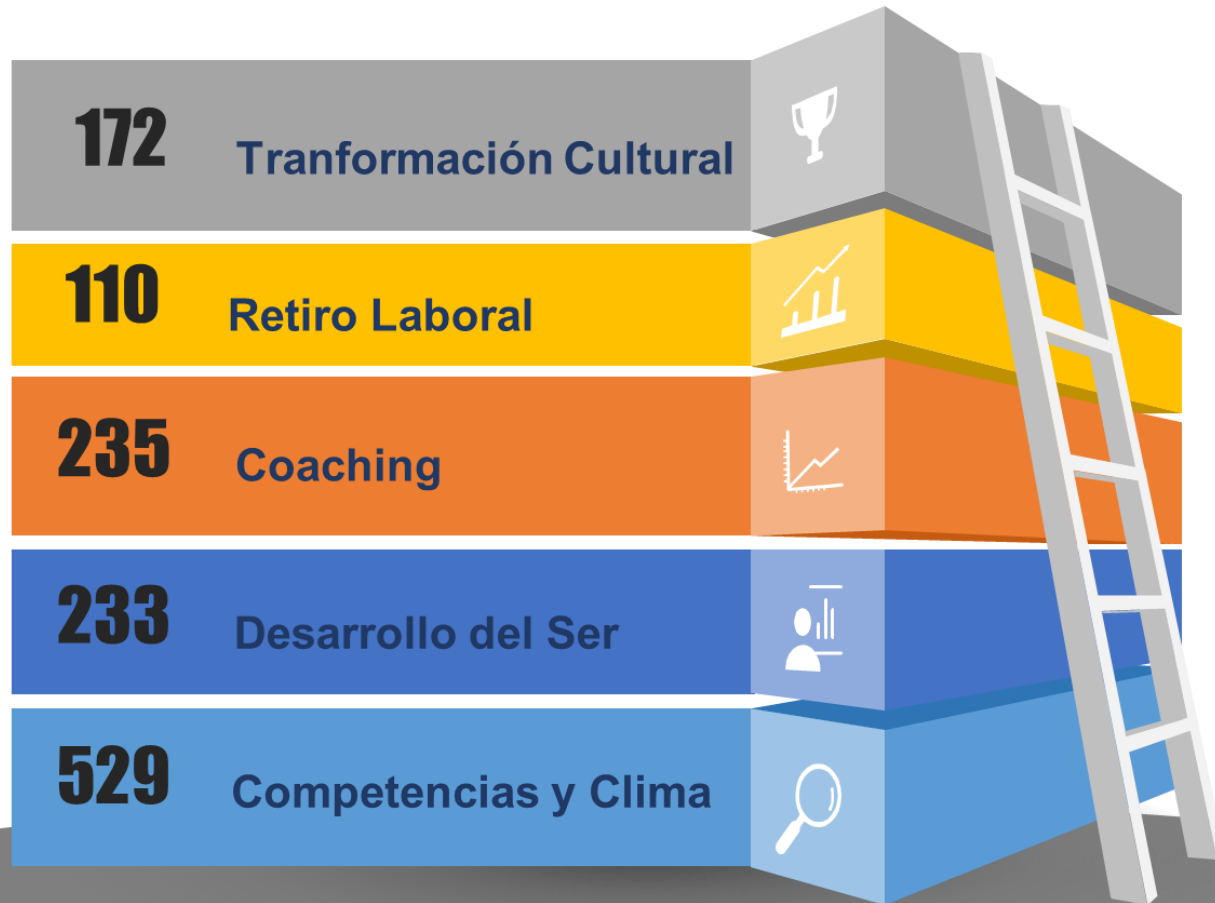 172 Tranformación Cultural
110 Retiro Laboral
235 Coaching
233 Desarrollo del Ser
529 Competencias y Clima